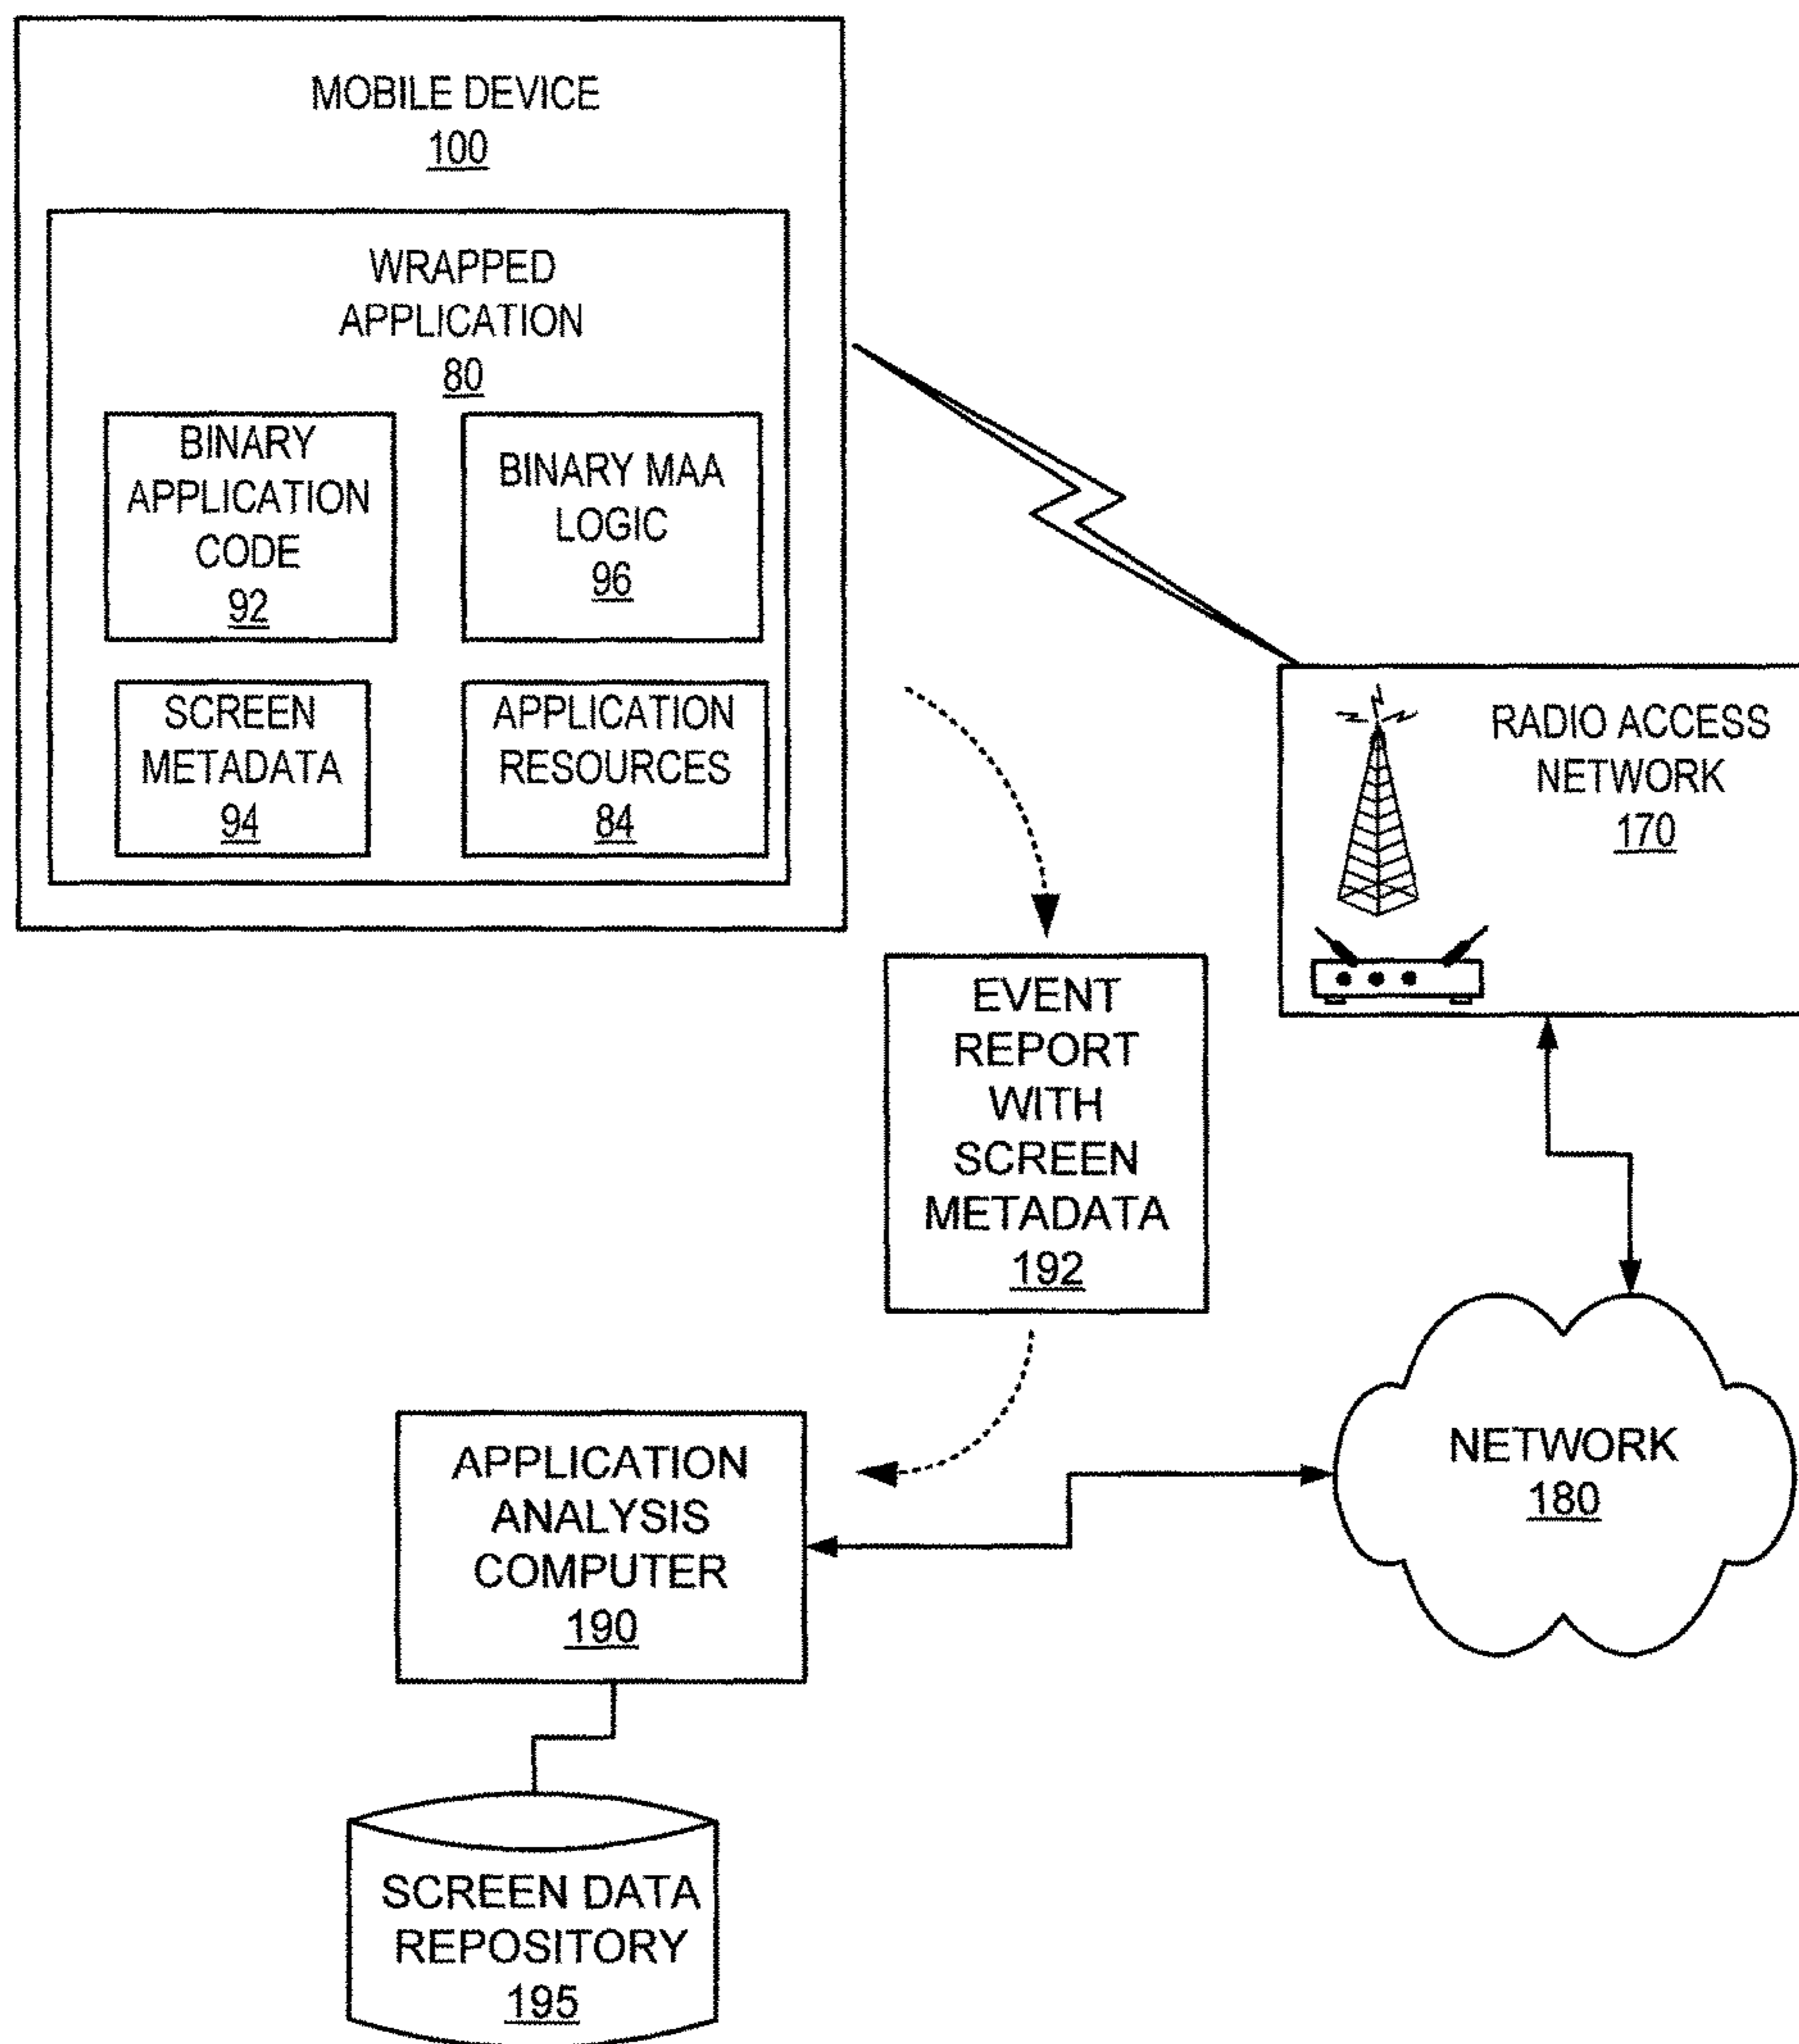 MOBILE DEVICE
100
WRAPPED
APPLICATION
80
BINARY
APPLICATION
CODE
92
BINARY MAA
LOGIC
96
SCREEN
METADATA
94
APPLICATION
RESOURCES
84
RADIO ACCESS
NETWORK
170
EVENT
REPORT
WITH
SCREEN
METADATA
192
NETWORK
180
APPLICATION
ANALYSIS
COMPUTER
190
SCREEN DATA
REPOSITORY
195